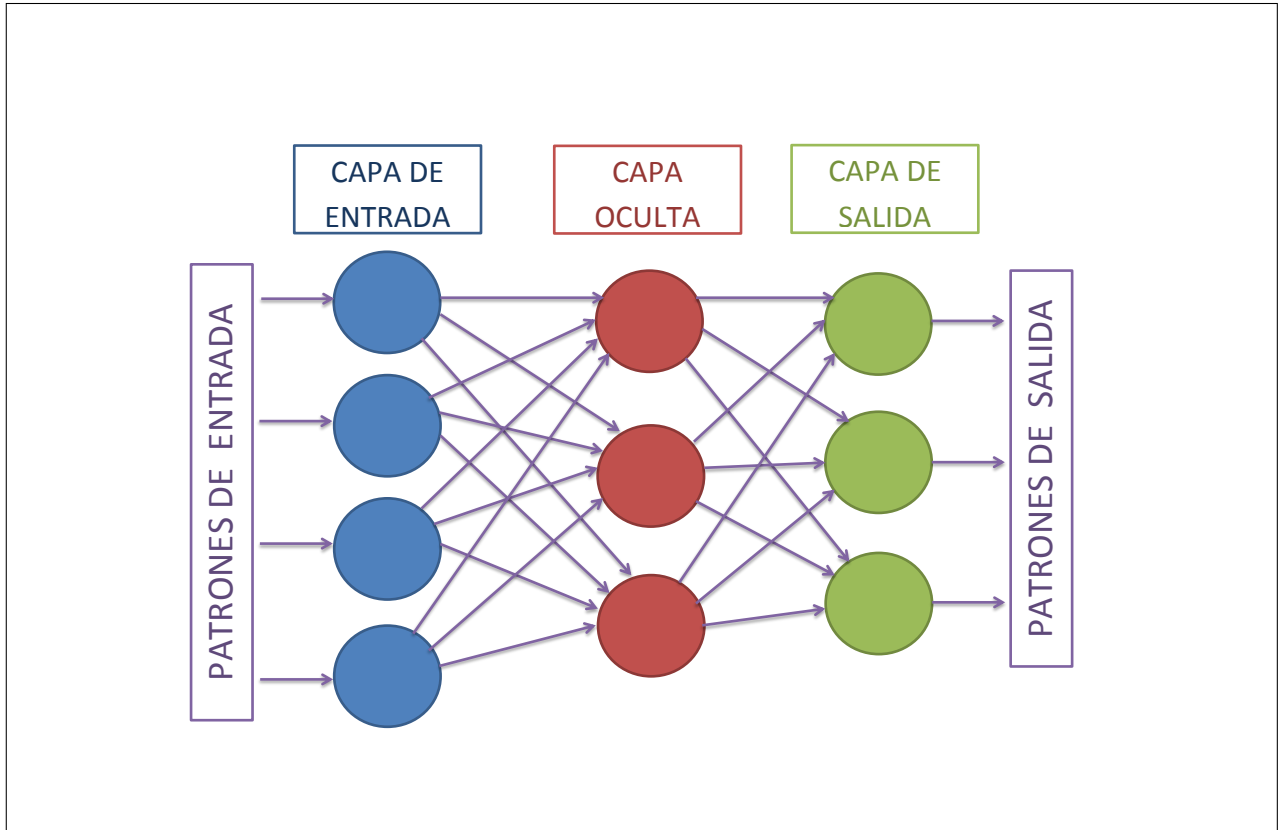 CAPA DE
ENTRADA
CAPA
OCULTA
CAPA DE
SALIDA
PATRONES DE ENTRADA
PATRONES DE SALIDA